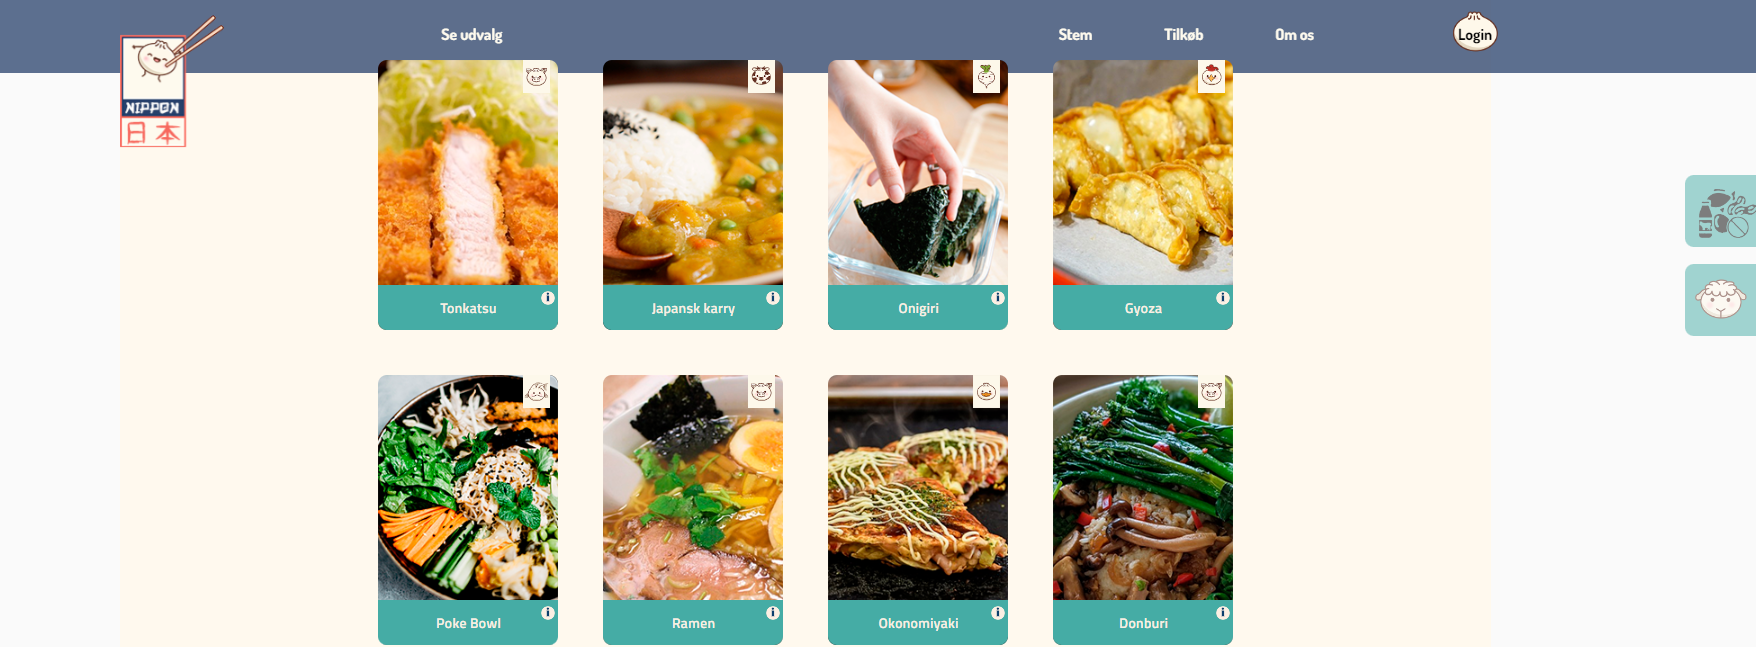 Se udvalg
Stem
Tilkøb
Om os
Login
NIPPON
日本
Tonkatsu
i
Japansk karry
i
Onigiri
i
Gyoza
i
Poke Bowl
i
Ramen
i
Okonomiyaki
i
Donburi
i